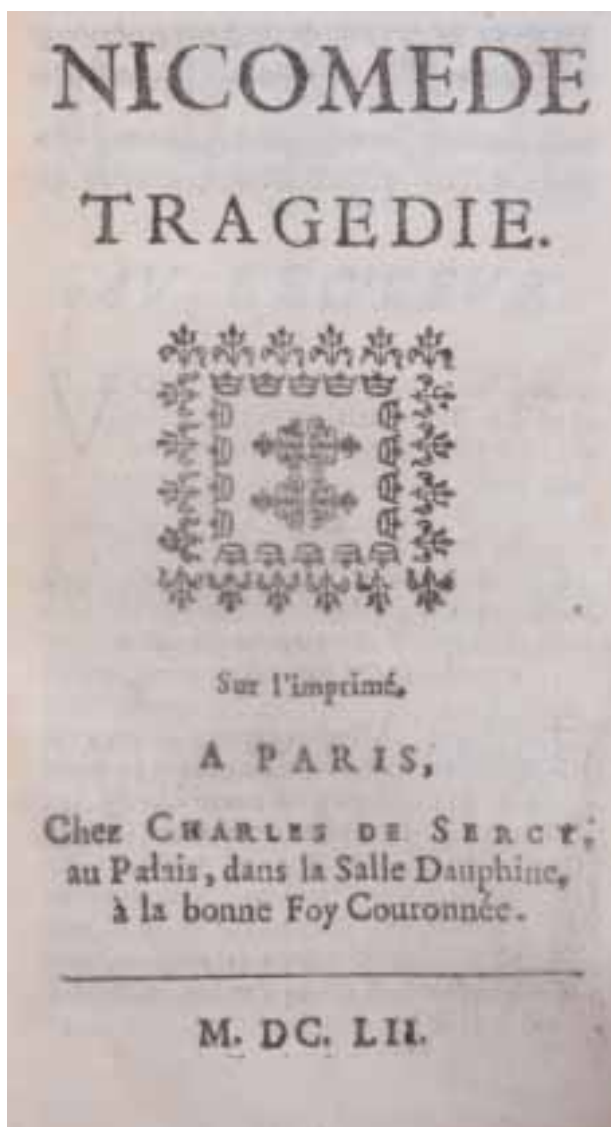 NICOMEDE
TRAGEDIE.
Sur l'imprimé.
A PARIS,
Chez CHARLES DE SERCY,
au Palais, dans la Salle Dauphine,
à la bonne Foy Couronnée.
M. DC. LII.